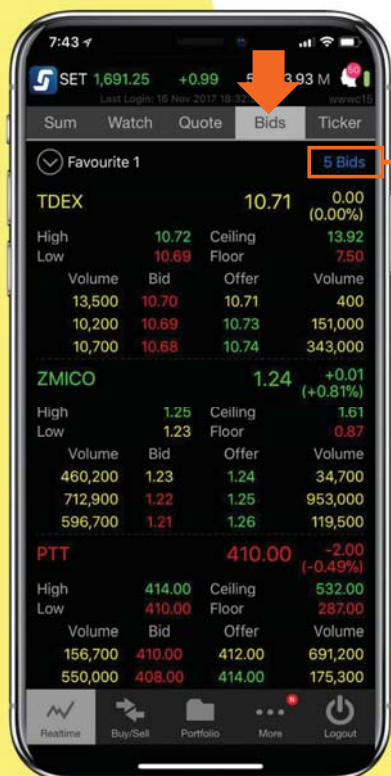 7:43
SET 1,691.25 +0.99 93 M 50
Last Login: 16 Nov 2017 18:32 wwwc15
Sum Watch Quote Bids Ticker
Favourite 1 5 Bids
TDEX 10.71 0.00
(0.00%)
High 10.72 Ceiling 13.92
Low 10.69 Floor 7.50
Volume Bid Offer Volume
13,500 10.70 10.71 400
10,200 10.69 10.73 151,000
10,700 10.68 10.74 343,000
ZMICO 1.24 +0.01
(+0.81%)
High 1.25 Ceiling 1.61
Low 1.23 Floor 0.87
Volume Bid Offer Volume
460,200 1.23 1.24 34,700
712,900 1.22 1.25 953,000
596,700 1.21 1.26 119,500
PTT 410.00 -2.00
(-0.49%)
High 414.00 Ceiling 532.00
Low 410.00 Floor 287.00
Volume Bid Offer Volume
156,700 410.00 412.00 691,200
550,000 408.00 414.00 175,300
N
Realtime Buy/Sell Portfolio More Logout